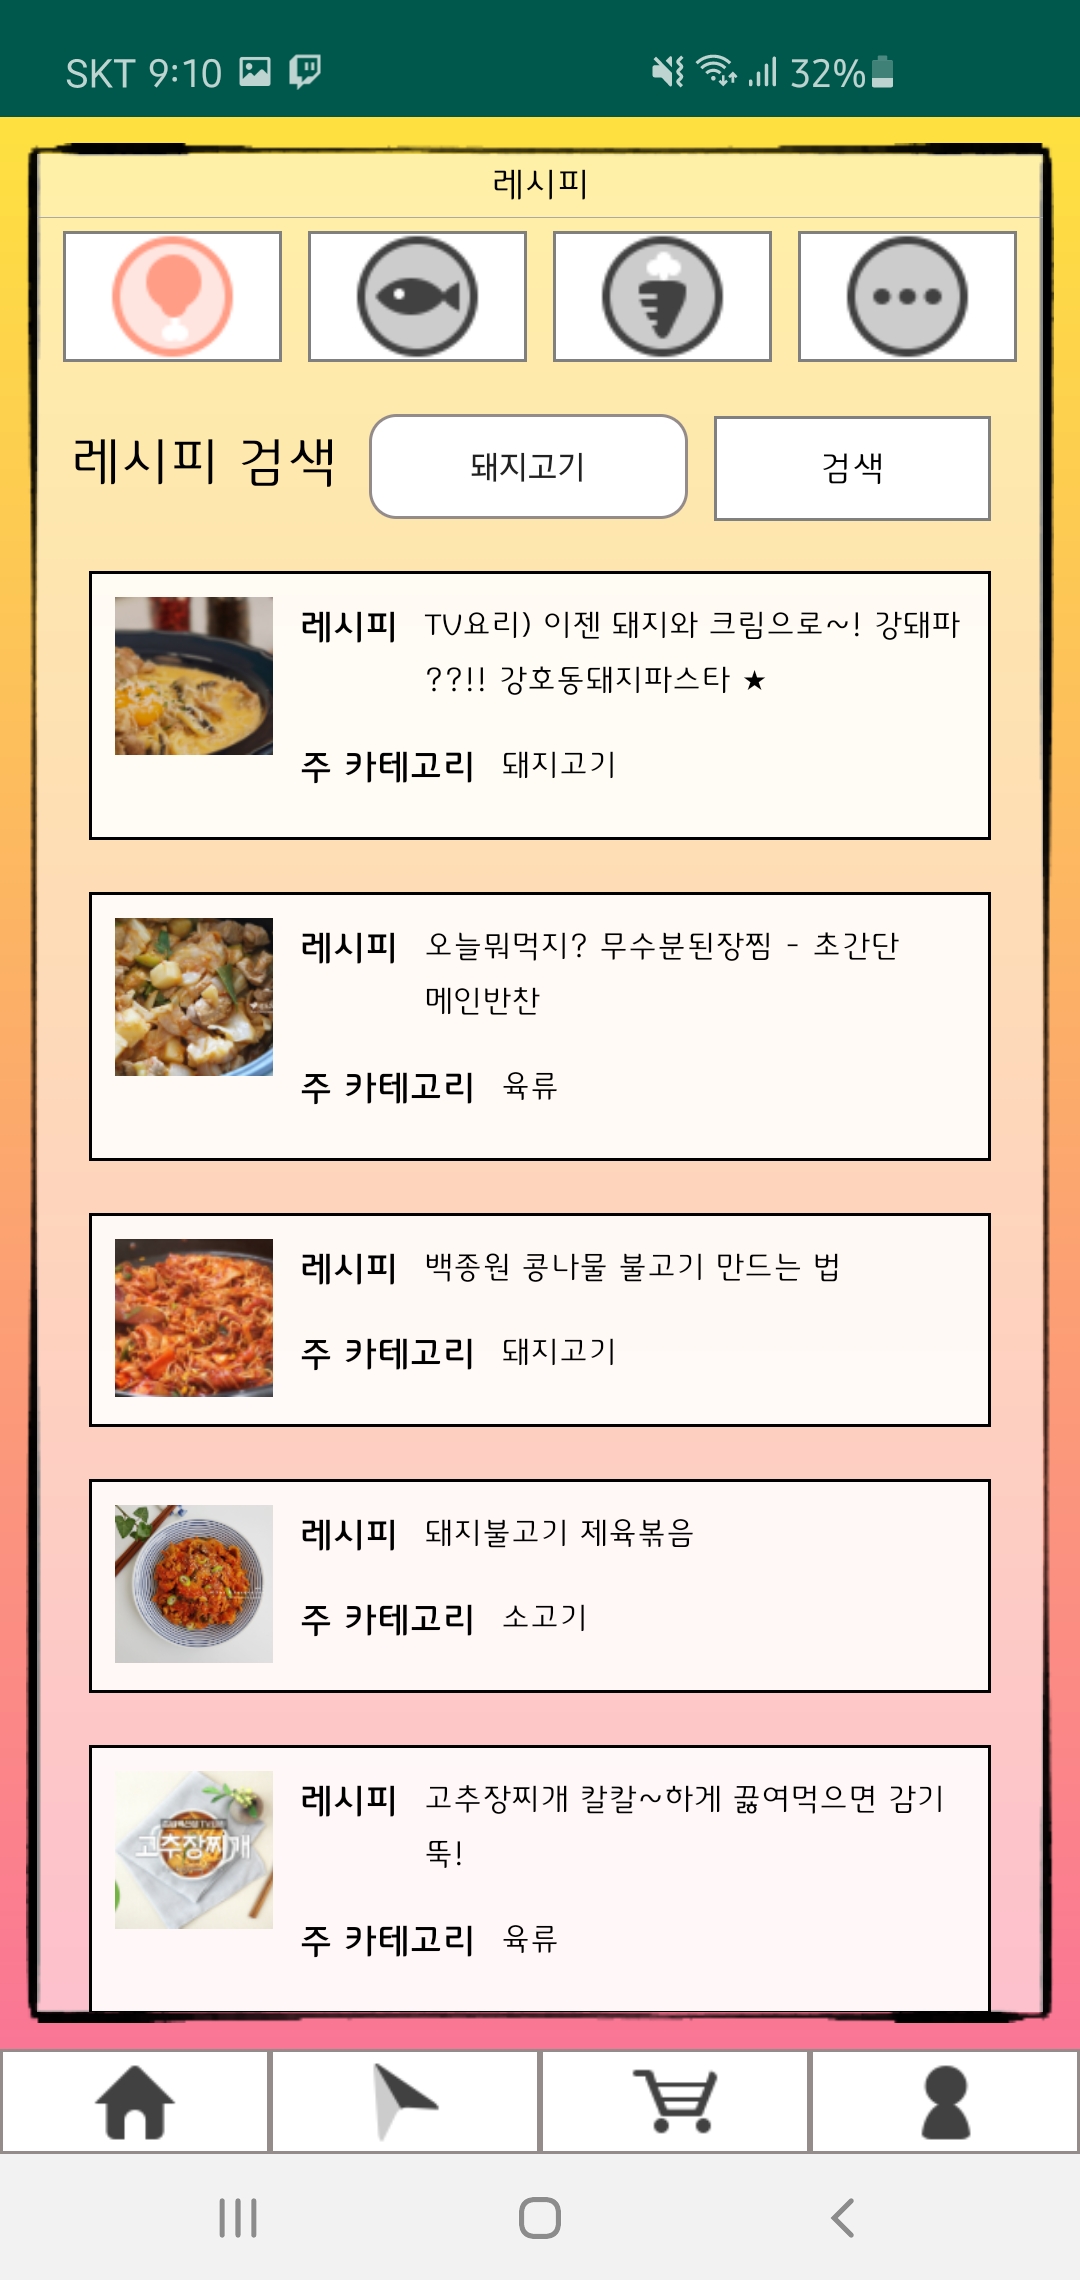 SKT 9:10 32%
레시피
레시피 검색 돼지고기 검색
레시피 TV요리) 이젠 돼지와 크림으로~! 강돼파
??!! 강호동돼지파스타 ★
주 카테고리 돼지고기
레시피 오늘뭐먹지? 무수분된장찜 - 초간단
메인반찬
주 카테고리 육류
레시피 백종원 콩나물 불고기 만드는 법
주 카테고리 돼지고기
레시피 돼지불고기 제육볶음
주 카테고리 소고기
레시피 고추장찌개 칼칼~하게 끓여먹으면 감기
뚝!
고추장찌개
주 카테고리 육류